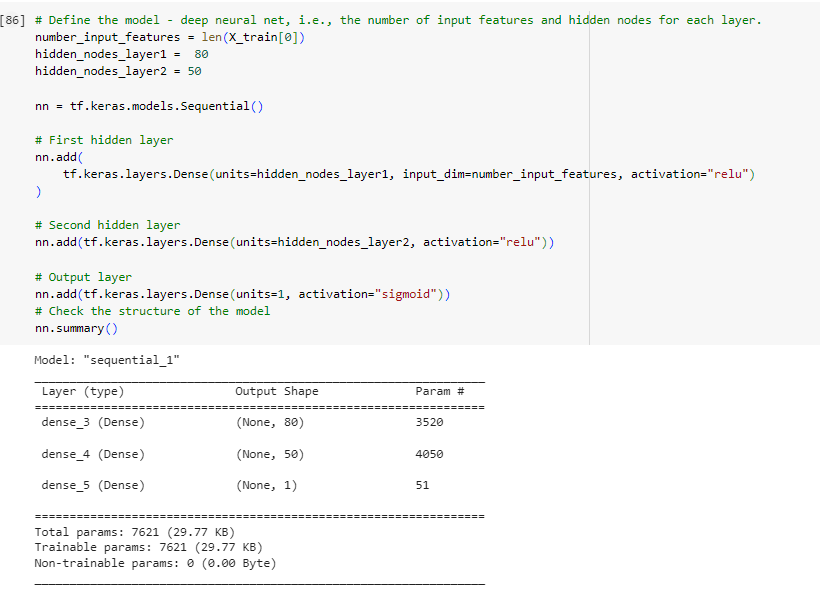 [86] # Define the model - deep neural net, i.e., the number of input features and hidden nodes for each layer.
number_input_features = len(X_train[0])
hidden_nodes_layer1 =  80
hidden_nodes_layer2 = 50
nn = tf.keras.models.Sequential()
# First hidden layer
nn.add(
    tf.keras.layers.Dense(units=hidden_nodes_layer1, input_dim=number_input_features, activation="relu")
)
# Second hidden layer
nn.add(tf.keras.layers.Dense(units=hidden_nodes_layer2, activation="relu"))
# Output layer
nn.add(tf.keras.layers.Dense(units=1, activation="sigmoid"))
# Check the structure of the model
nn.summary()
Model: "sequential_1"
_________________________________________________________________
Layer (type) Output Shape Param #
=================================================================
dense_3 (Dense) (None, 80) 3520
dense_4 (Dense) (None, 50) 4050
dense_5 (Dense) (None, 1) 51
=================================================================
Total params: 7621 (29.77 KB)
Trainable params: 7621 (29.77 KB)
Non-trainable params: 0 (0.00 Byte)
_________________________________________________________________